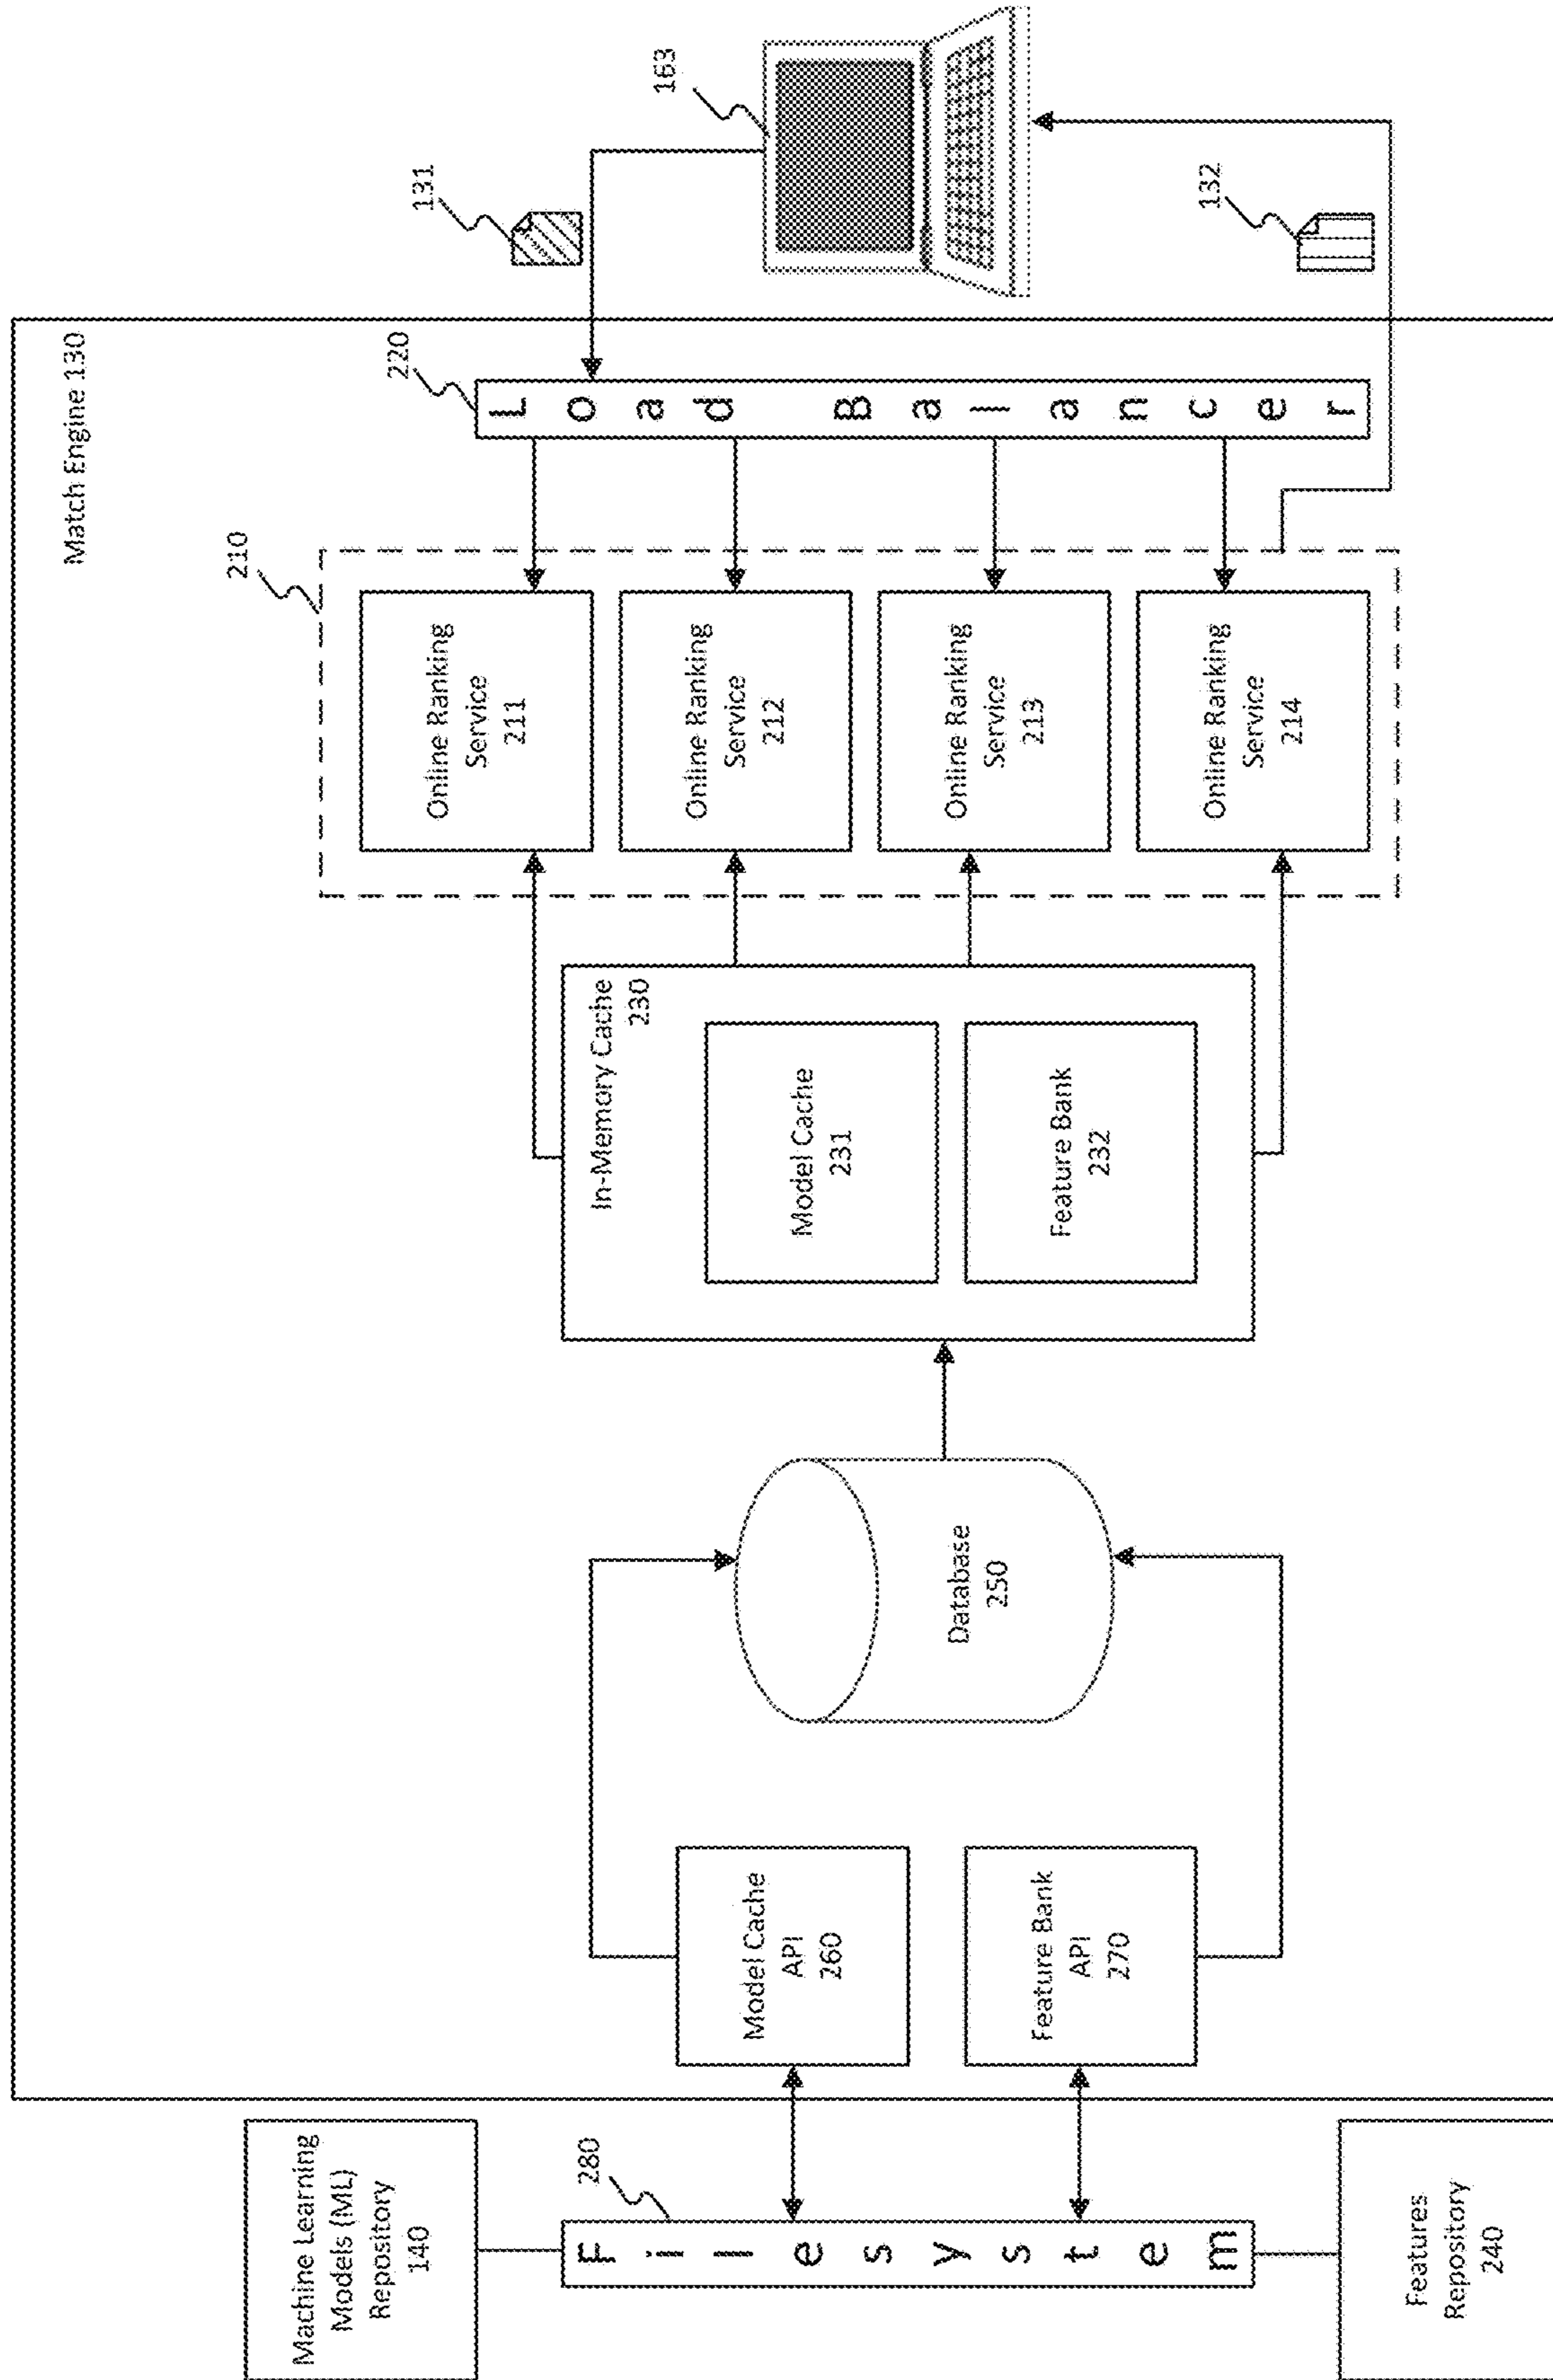 Match Engine 130
Machine Learning
Models (ML)
Repository
140
280
Filesystem
Features
Repository
240
Model Cache
API
260
Feature Bank
API
270
Database
250
In-Memory Cache
230
Model Cache
231
Feature Bank
232
210
Online Ranking
Service
211
Online Ranking
Service
212
Online Ranking
Service
213
Online Ranking
Service
214
220
Load Balancer
131
163
132